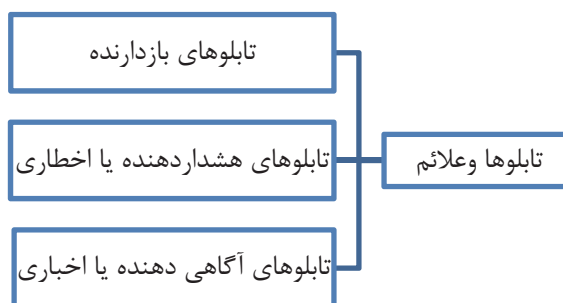 تابلوهای بازدارنده
تابلوهای هشداردهنده یا اخطاری
تابلوها وعلائم
تابلوهای آگاهی دهنده یا اخباری